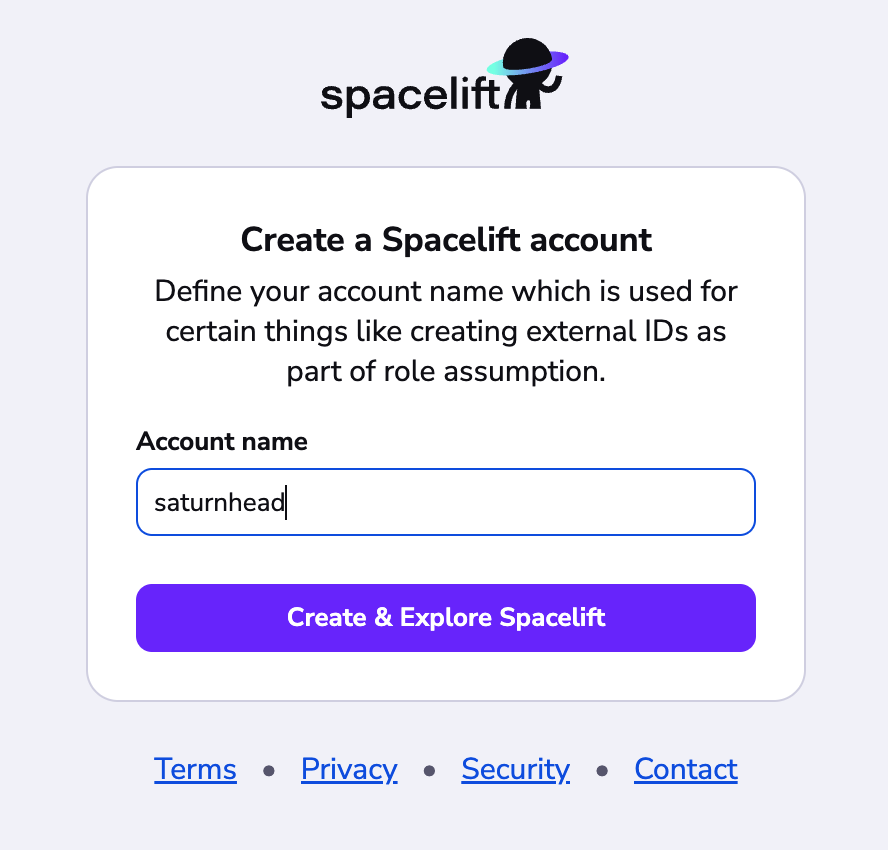 spacelift
Create a Spacelift account
Define your account name which is used for
certain things like creating external IDs as
part of role assumption.
Account name
saturnhead
Create & Explore Spacelift
Terms • Privacy • Security • Contact